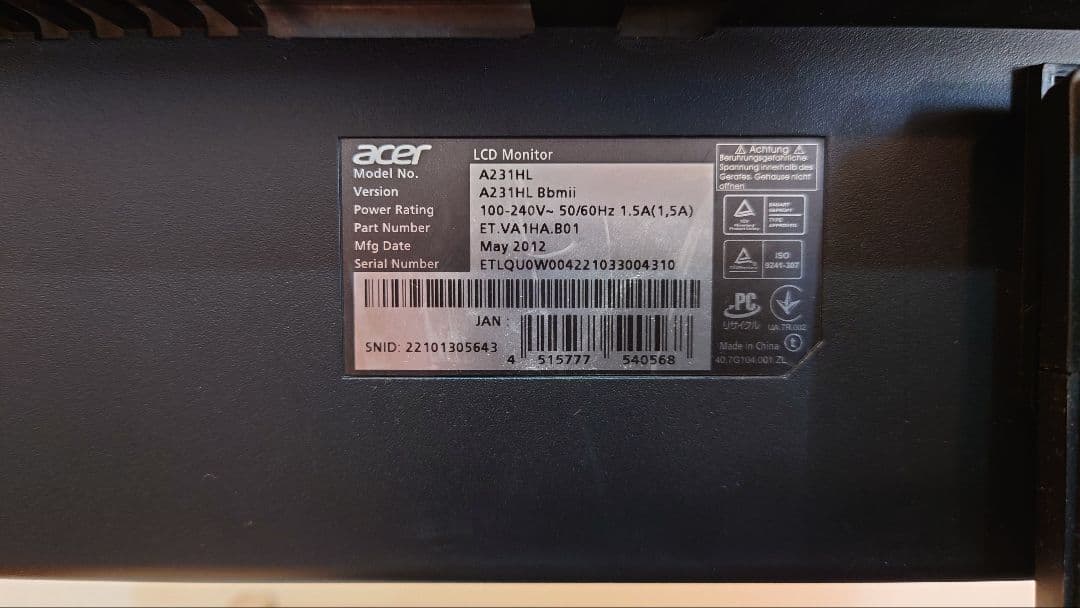 acer LCD Monitor
Model No. A231HL
Version A231HL Bbmii
Power Rating 100-240V~ 50/60Hz 1.5A(1,5A)
Part Number ET.VA1HA.B01
Mfg Date May 2012
Serial Number ETLQU0W004221033004310
JAN
SNID: 22101305643
4 515777 540568
Achtung
Berührungsgefährliche
Spannung innerhalb des
Gerätes. Gehäuse nicht
öffnen
ISO
9241-307
PC
リサイクル
UA.TR.002
Made in China
40.7G104.001 ZL